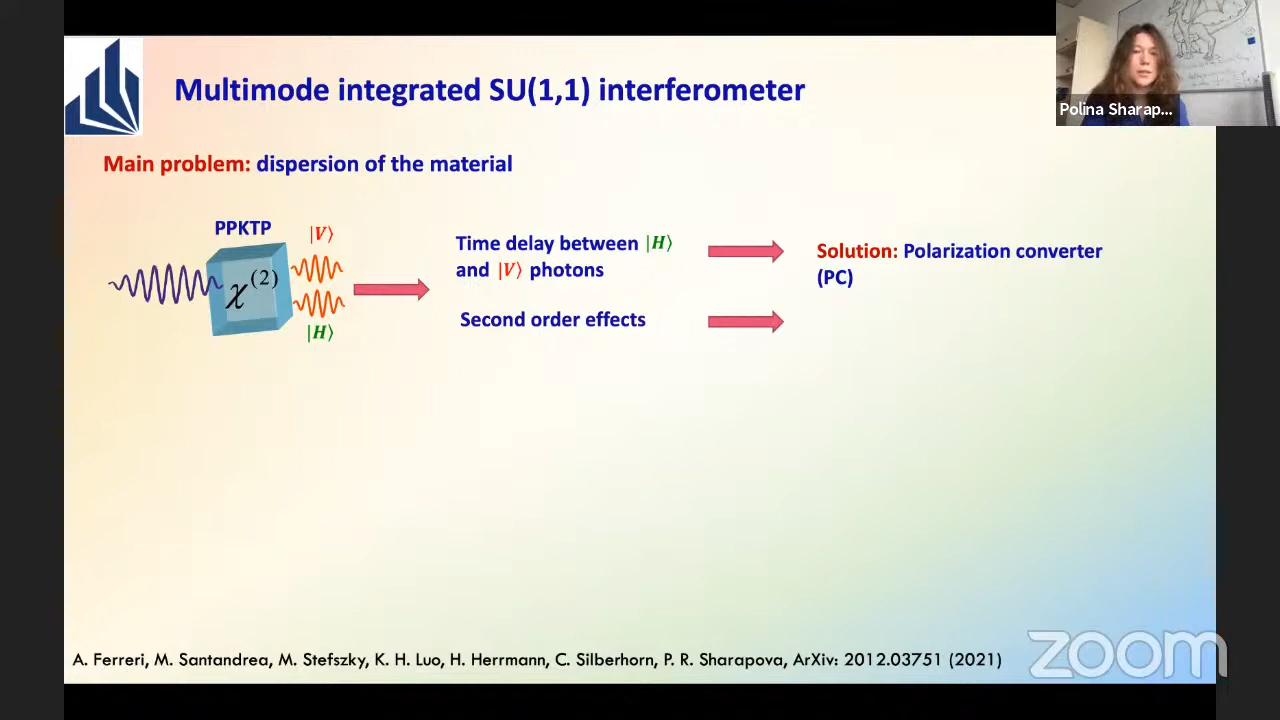 Multimode integrated SU(1,1) interferometer
Polina Sharap...
Main problem: dispersion of the material
PPKTP
|V⟩
χ(2)
|H⟩
Time delay between |H⟩
and |V⟩ photons
Second order effects
Solution: Polarization converter
(PC)
A. Ferreri, M. Santandrea, M. Stefszky, K. H. Luo, H. Herrmann, C. Silberhorn, P. R. Sharapova, ArXiv: 2012.03751 (2021)
zoom